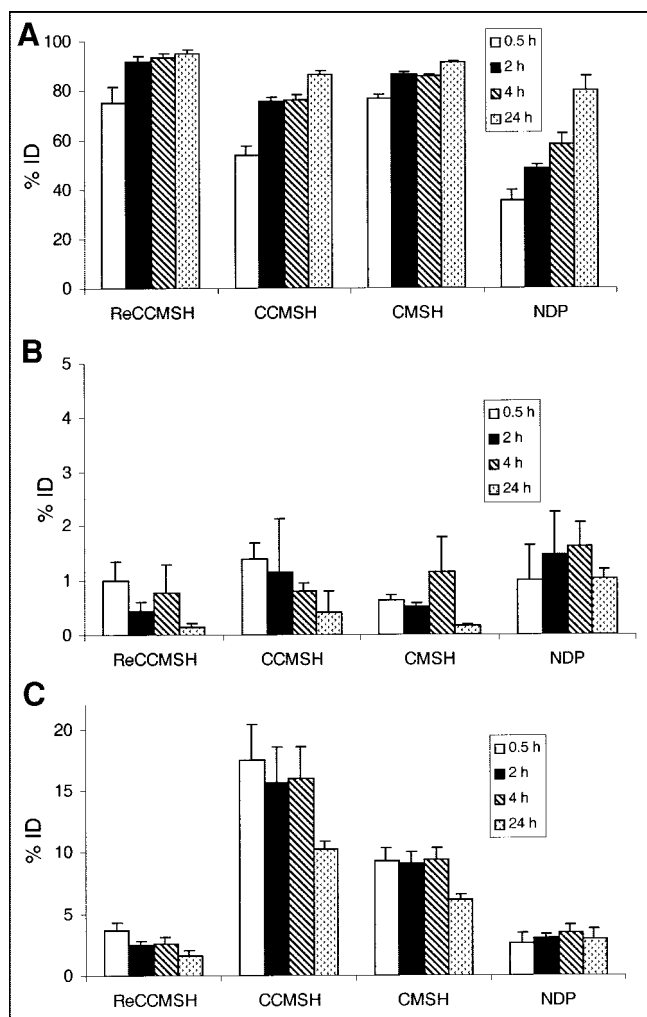 A
% ID
100
80
60
40
20
0
0.5 h
2 h
4 h
24 h
ReCCMSH CCMSH CMSH NDP
B
% ID
5
4
3
2
1
0
0.5 h
2 h
4 h
24 h
ReCCMSH CCMSH CMSH NDP
C
% ID
20
15
10
5
0
0.5 h
2 h
4 h
24 h
ReCCMSH CCMSH CMSH NDP